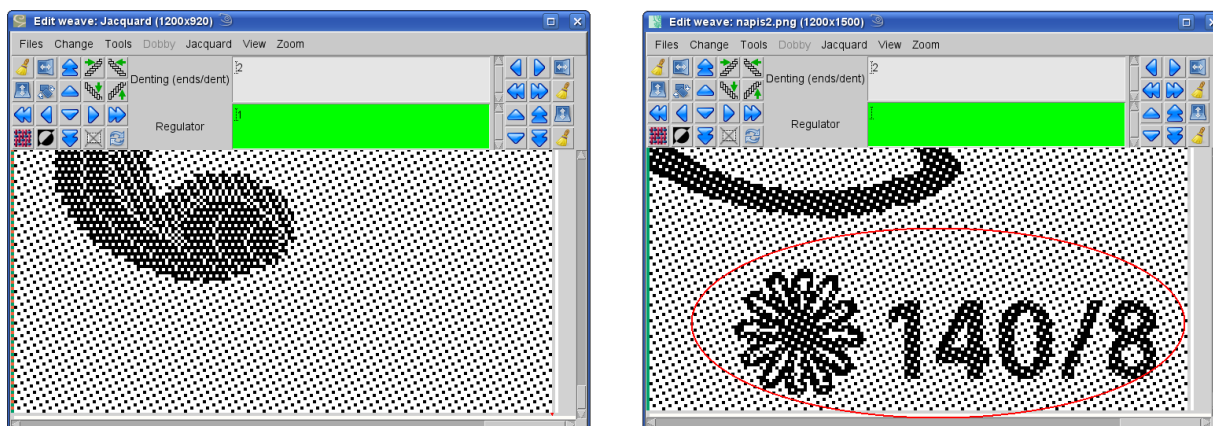 Edit weave: Jacquard (1200x920)
Files Change Tools Dobby Jacquard View Zoom
Denting (ends/dent)
2
Regulator
1
Edit weave: napis2.png (1200x1500)
Files Change Tools Dobby Jacquard View Zoom
Denting (ends/dent)
2
Regulator
140/8